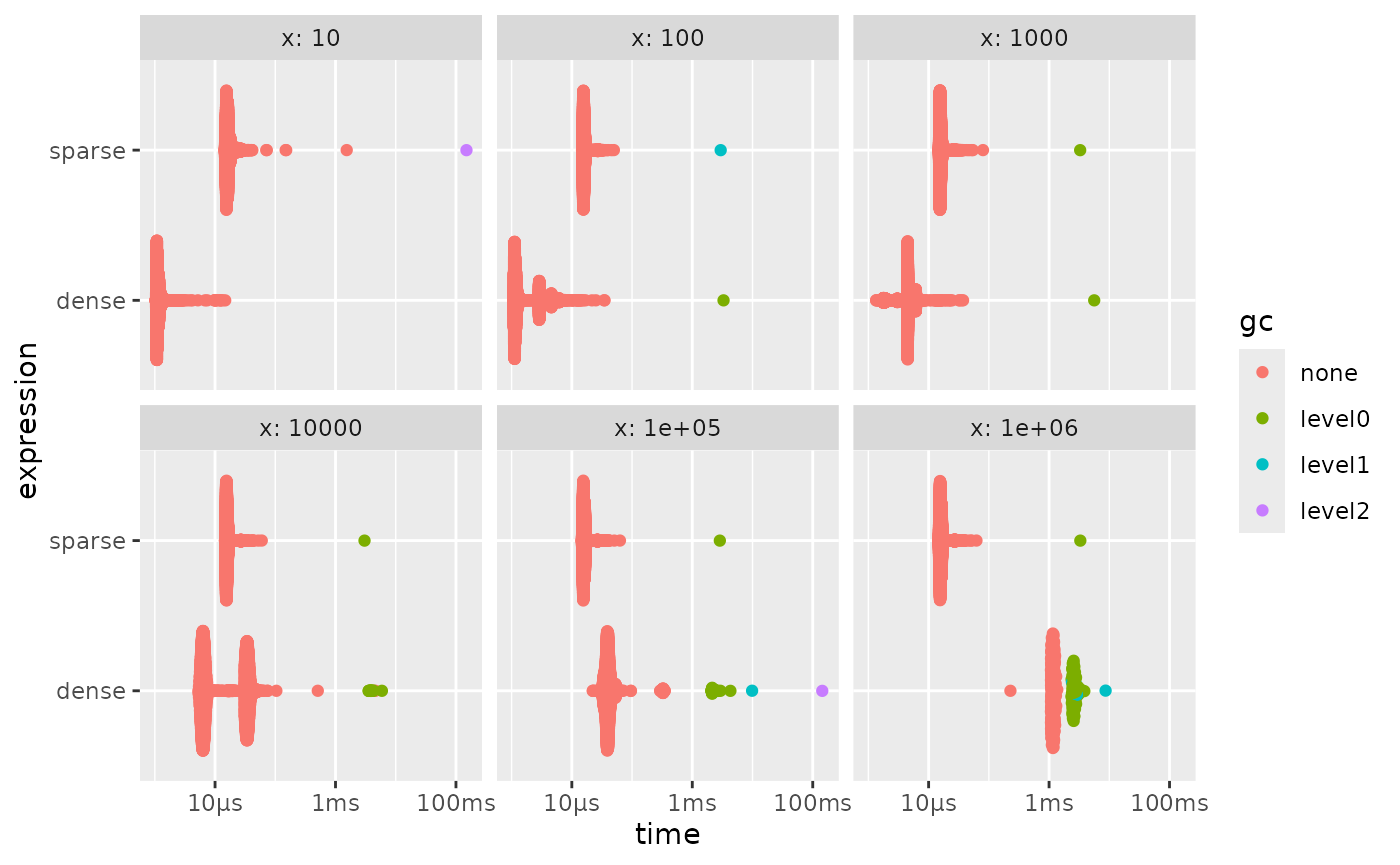 x: 10
x: 100
x: 1000
sparse
dense
x: 10000
x: 1e+05
x: 1e+06
sparse
dense
10µs
1ms
100ms
10µs
1ms
100ms
10µs
1ms
100ms
time
expression
gc
none
level0
level1
level2